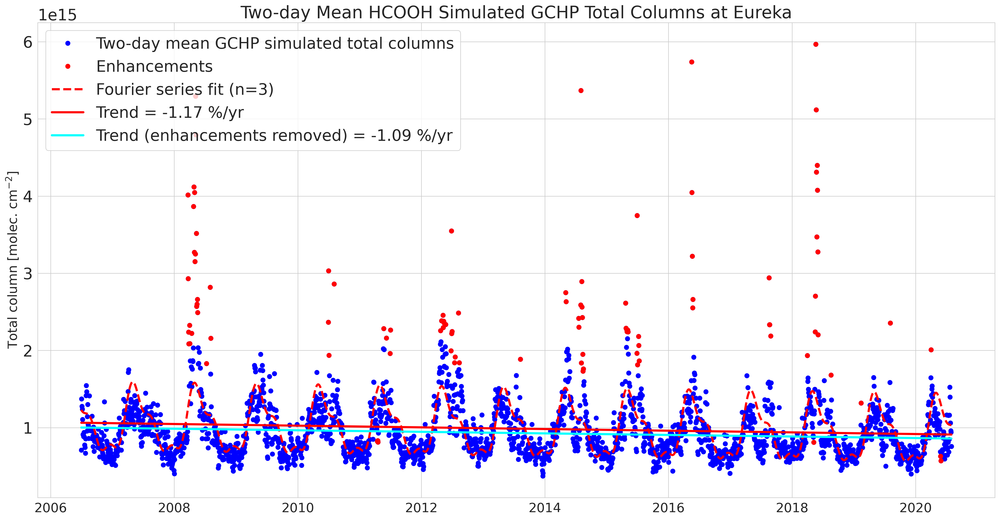 Two-day Mean HCOOH Simulated GCHP Total Columns at Eureka
1e15
Two-day mean GCHP simulated total columns
Enhancements
Fourier series fit (n=3)
Trend = -1.17 %/yr
Trend (enhancements removed) = -1.09 %/yr
Total column [molec. cm⁻²]
6
5
4
3
2
1
2006 2008 2010 2012 2014 2016 2018 2020